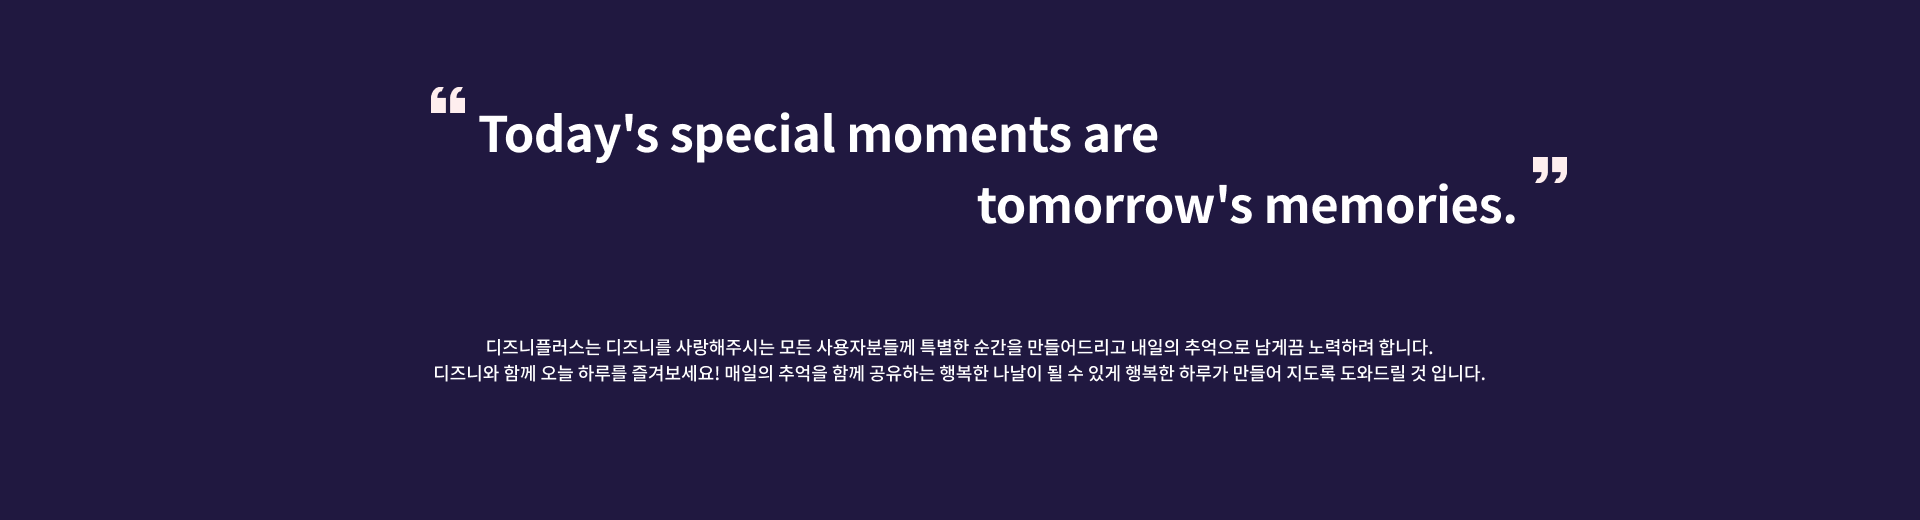 “ Today's special moments are
tomorrow's memories. ”
디즈니플러스는 디즈니를 사랑해주시는 모든 사용자분들께 특별한 순간을 만들어드리고 내일의 추억으로 남게끔 노력하려 합니다.
디즈니와 함께 오늘 하루를 즐겨보세요! 매일의 추억을 함께 공유하는 행복한 나날이 될 수 있게 행복한 하루가 만들어 지도록 도와드릴 것 입니다.